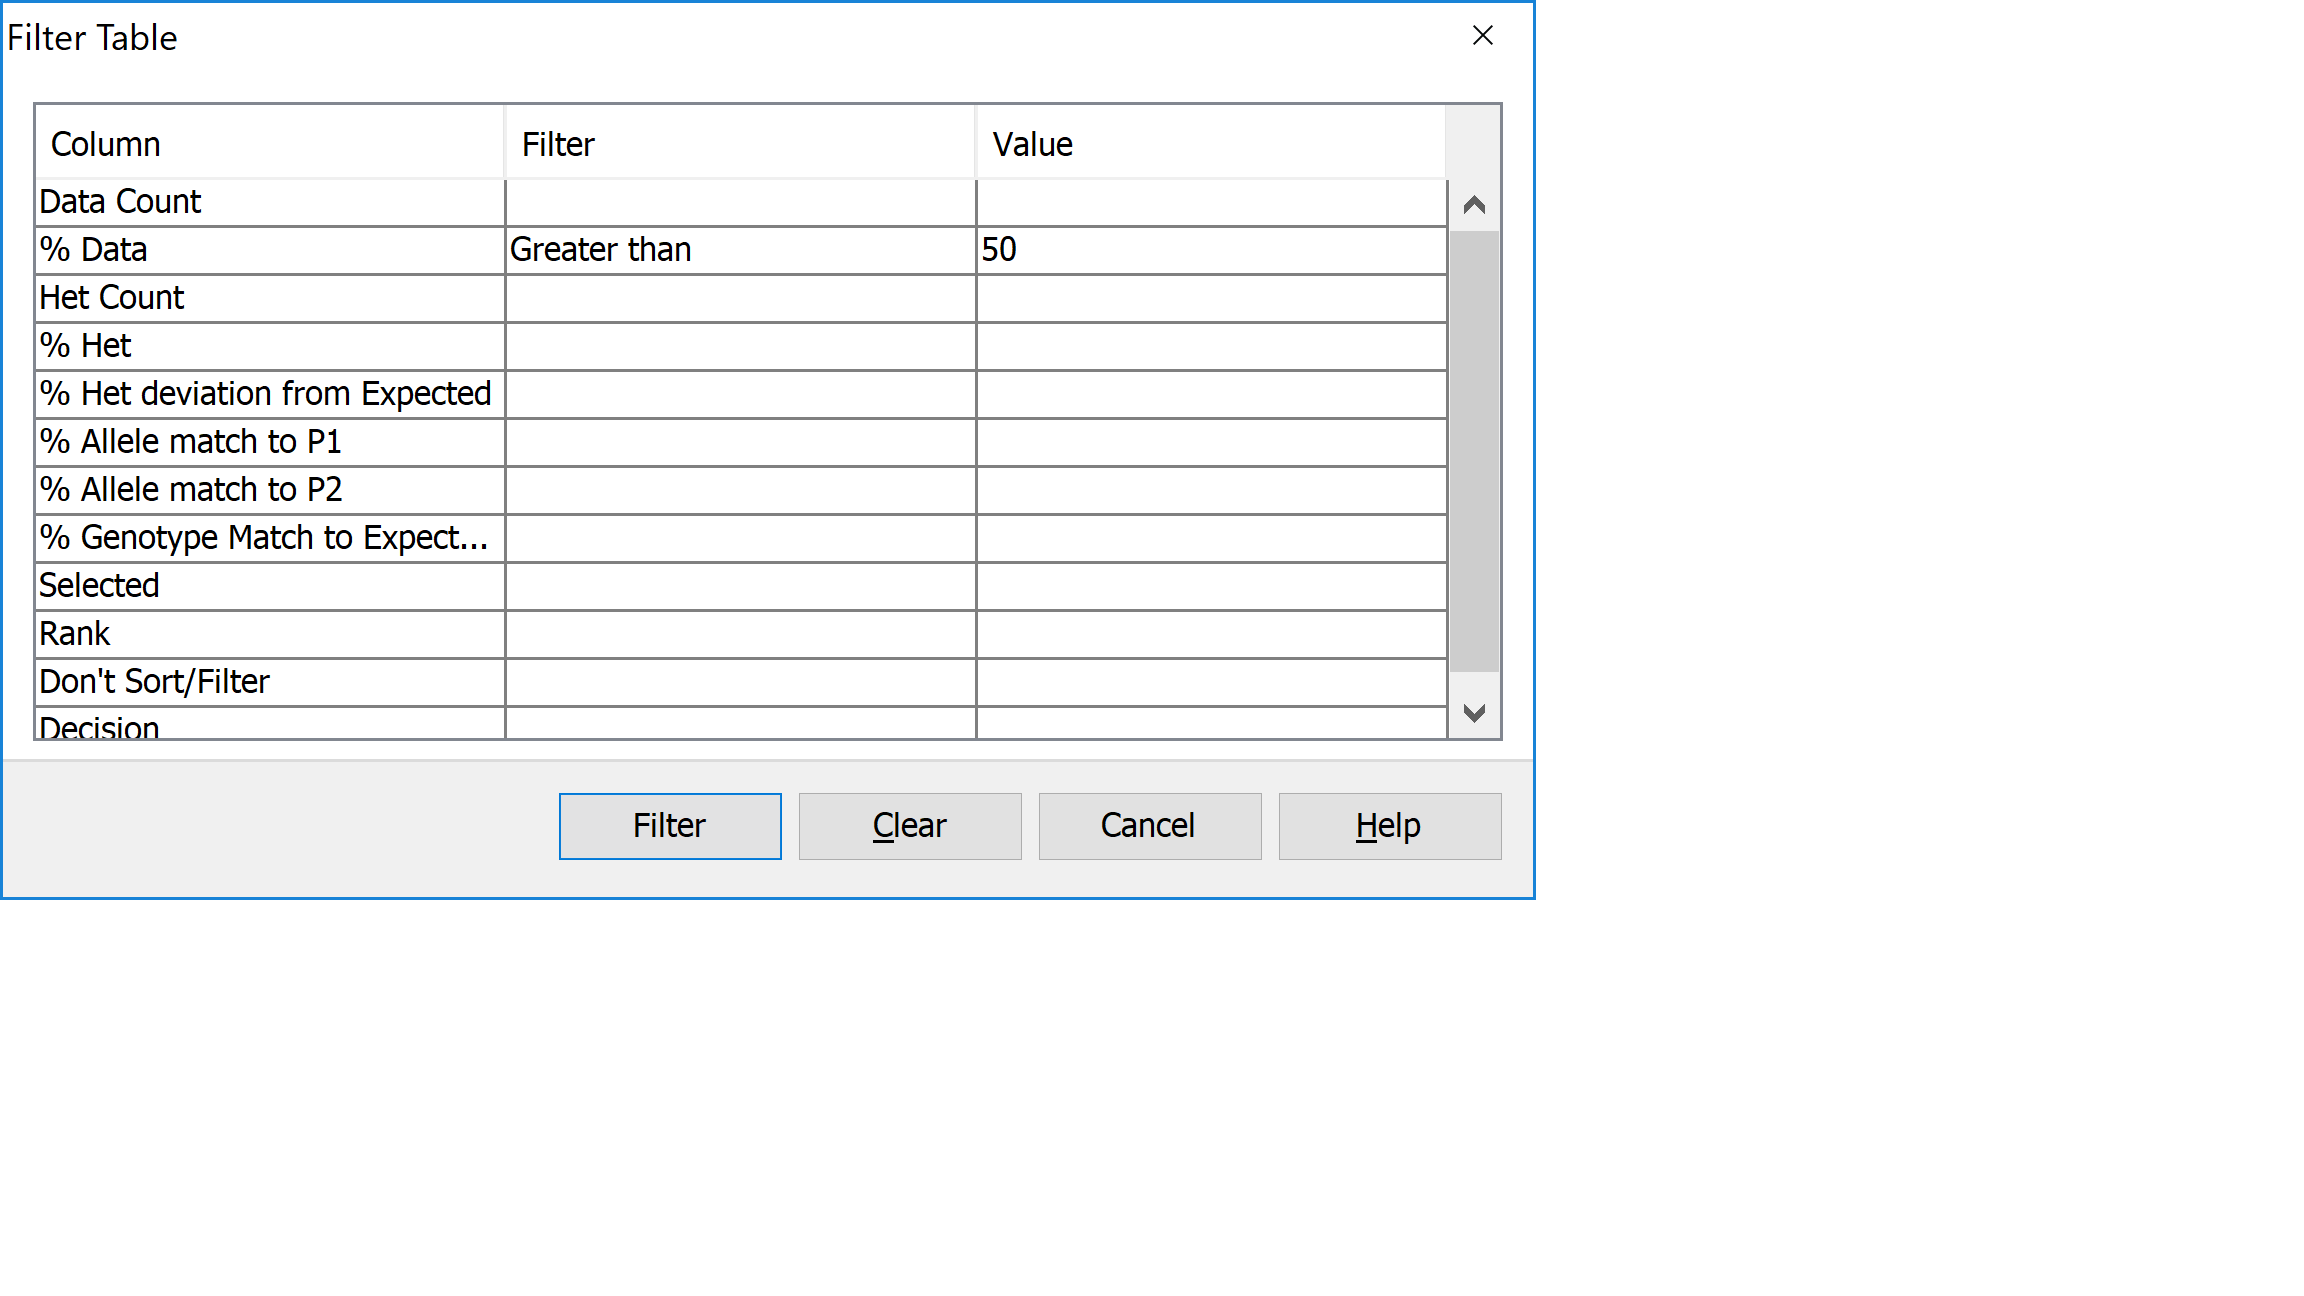 Filter Table
Column Filter Value
Data Count
% Data Greater than 50
Het Count
% Het
% Het deviation from Expected
% Allele match to P1
% Allele match to P2
% Genotype Match to Expect...
Selected
Rank
Don't Sort/Filter
Decision
Filter Clear Cancel Help